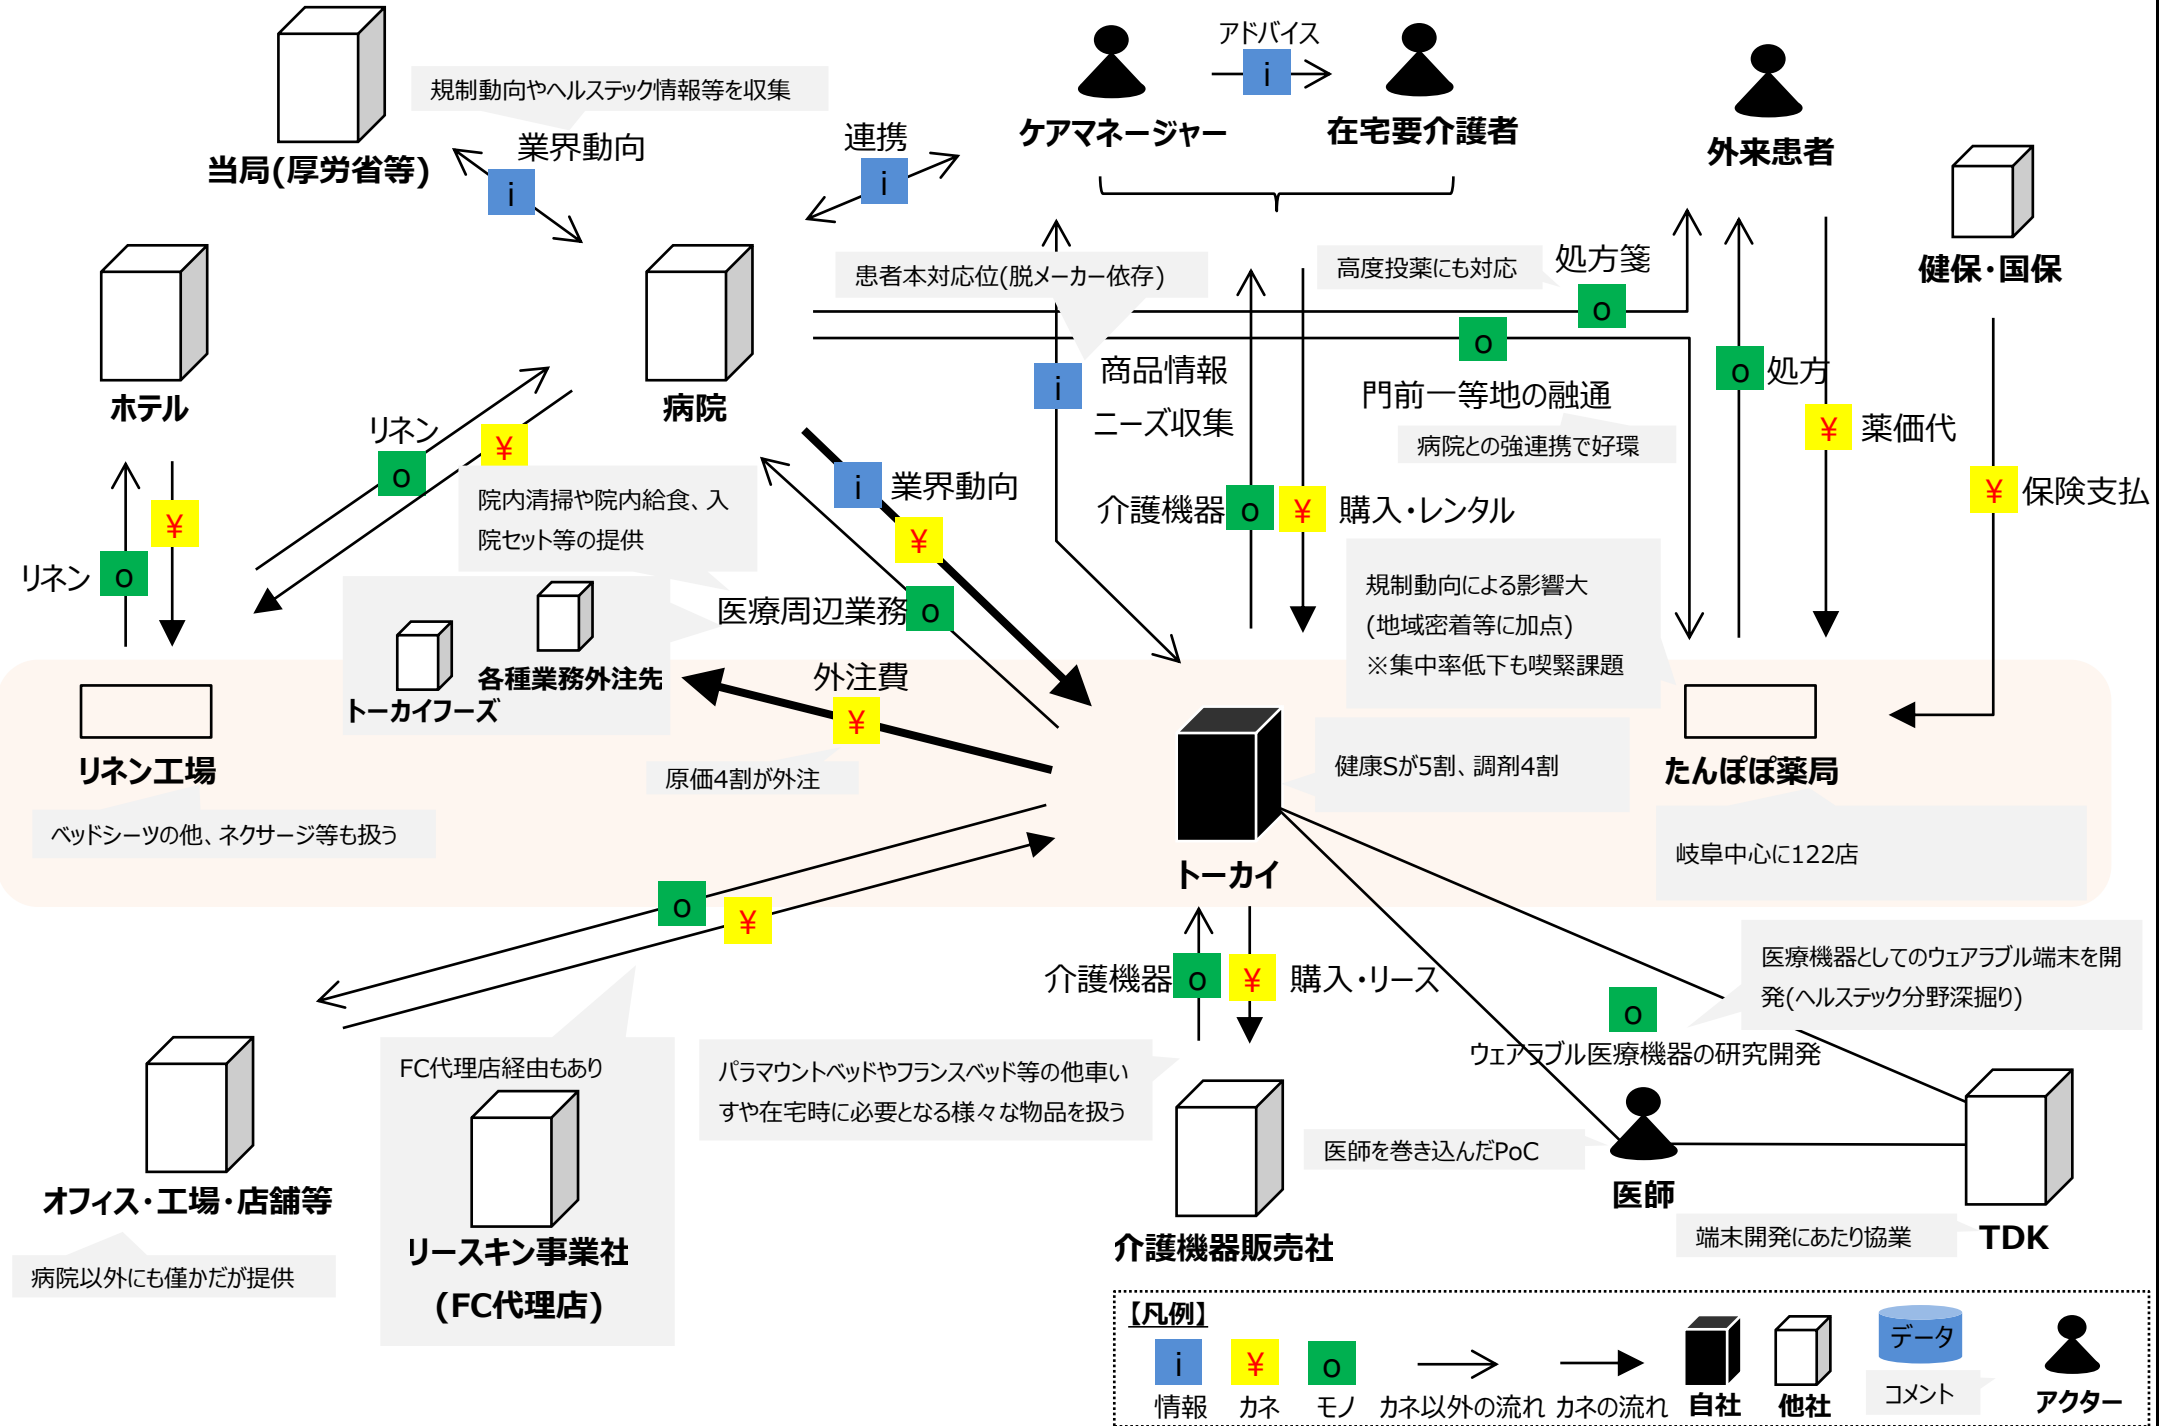 アドバイス
i
規制動向やヘルステック情報等を収集
ケアマネージャー
在宅要介護者
外来患者
当局(厚労省等)
業界動向
i
連携
i
健保・国保
ホテル
病院
患者本対応位(脱メーカー依存)
高度投薬にも対応
処方箋
o
o
門前一等地の融通
病院との強連携で好環
i
商品情報
ニーズ収集
o
処方
¥
薬価代
¥
保険支払
リネン
o
¥
院内清掃や院内給食、入
院セット等の提供
i
業界動向
¥
介護機器
o
¥
購入・レンタル
リネン
o
¥
医療周辺業務
o
規制動向による影響大
(地域密着等に加点)
※集中率低下も喫緊課題
トーカイフーズ
各種業務外注先
外注費
¥
原価4割が外注
リネン工場
ベッドシーツの他、ネクサージ等も扱う
トーカイ
健康Sが5割、調剤4割
たんぽぽ薬局
岐阜中心に122店
o
¥
介護機器
o
¥
購入・リース
医療機器としてのウェアラブル端末を開
発(ヘルステック分野深掘り)
o
ウェアラブル医療機器の研究開発
FC代理店経由もあり
パラマウントベッドやフランスベッド等の他車い
すや在宅時に必要となる様々な物品を扱う
医師を巻き込んだPoC
医師
オフィス・工場・店舗等
病院以外にも僅かだが提供
リースキン事業社
(FC代理店)
介護機器販売社
端末開発にあたり協業
TDK
【凡例】
i
¥
o
データ
コメント
情報
カネ
モノ
カネ以外の流れ
カネの流れ
自社
他社
アクター